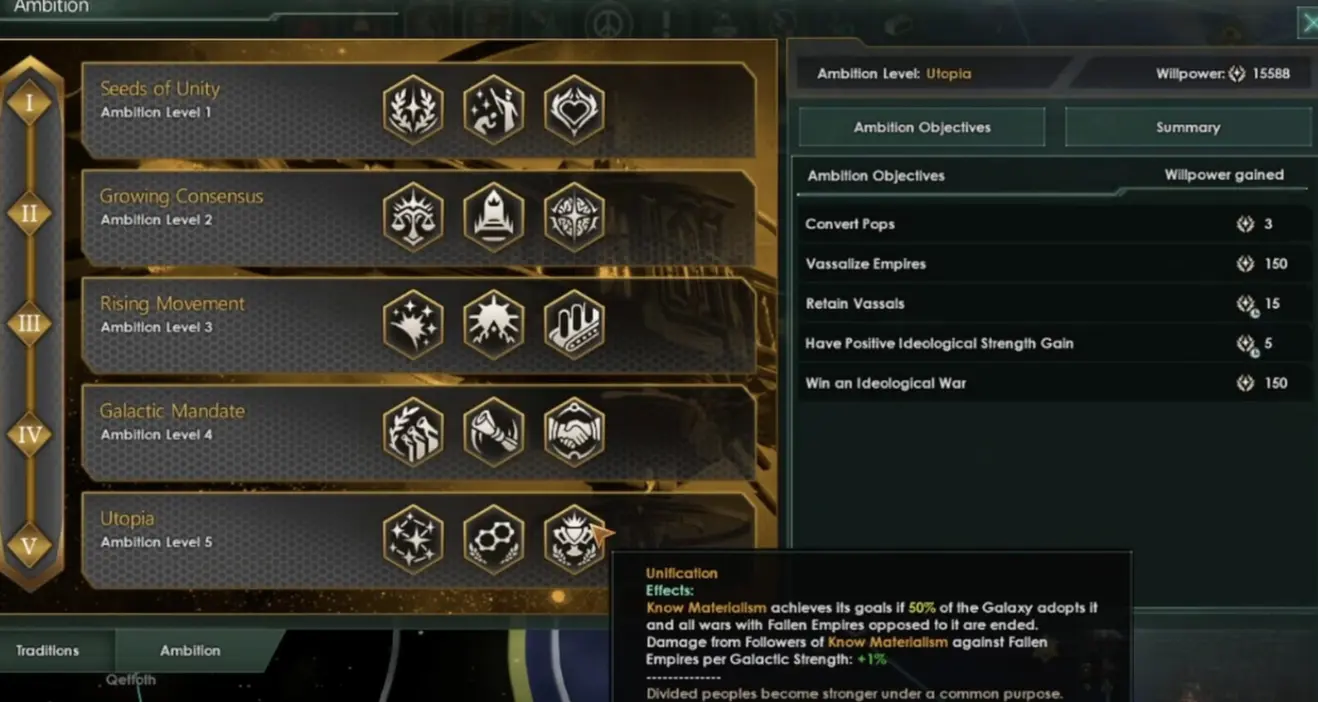 Ambition
I
Seeds of Unity
Ambition Level 1
II
Growing Consensus
Ambition Level 2
III
Rising Movement
Ambition Level 3
IV
Galactic Mandate
Ambition Level 4
V
Utopia
Ambition Level 5
Traditions
Ambition
Qeffoth
Ambition Level: Utopia
Willpower: 15588
Ambition Objectives
Summary
Ambition Objectives
Willpower gained
Convert Pops 3
Vassalize Empires 150
Retain Vassals 15
Have Positive Ideological Strength Gain 5
Win an Ideological War 150
Unification
Effects:
Know Materialism achieves its goals if 50% of the Galaxy adopts it
and all wars with Fallen Empires opposed to it are ended.
Damage from Followers of Know Materialism against Fallen
Empires per Galactic Strength: +1%
--------------
Divided peoples become stronger under a common purpose.